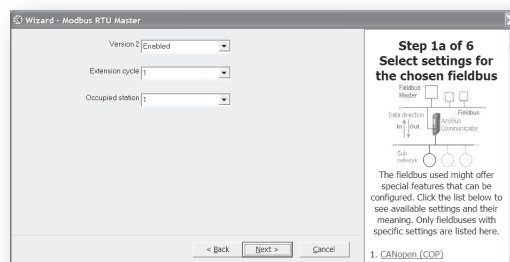 Wizard - Modbus RTU Master
Version 2 Enabled
Extension cycle 1
Occupied station 1
< Back Next > Cancel
Step 1a of 6
Select settings for
the chosen fieldbus
Fieldbus
Master
Fieldbus
Data direction
In Out
AnyBus
Communicator
Sub
network
The fieldbus used might offer
special features that can be
configured. Click the list below to
see available settings and their
meaning. Only fieldbuses with
specific settings are listed here.
1. CANopen (COP)